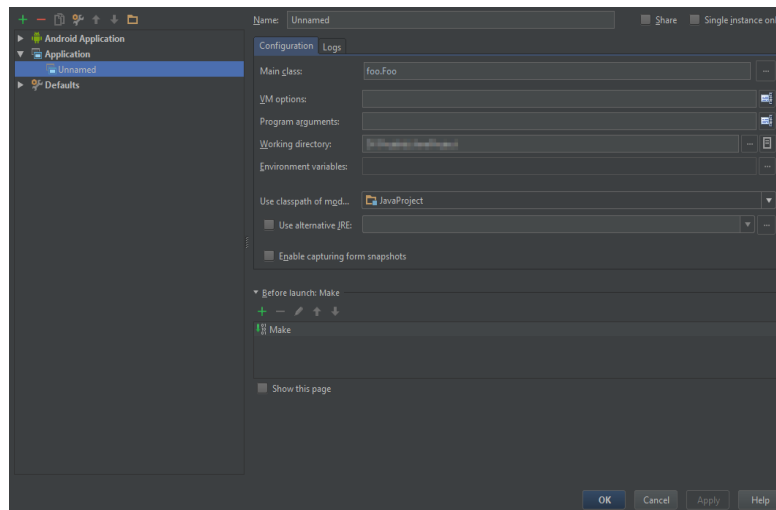 Name: Unnamed Share Single instance on
Android Application
Application
Unnamed
Defaults
Configuration Logs
Main class: foo.Foo ...
VM options:
Program arguments:
Working directory: ...
Environment variables: ...
Use classpath of mod... JavaProject
Use alternative JRE: ...
Enable capturing form snapshots
Before launch: Make
Make
Show this page
OK Cancel Apply Help